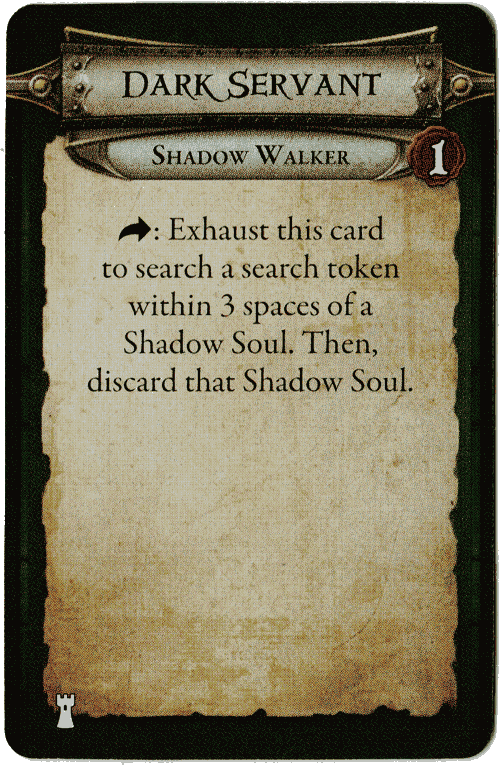 DARK SERVANT
SHADOW WALKER
1
: Exhaust this card
to search a search token
within 3 spaces of a
Shadow Soul. Then,
discard that Shadow Soul.